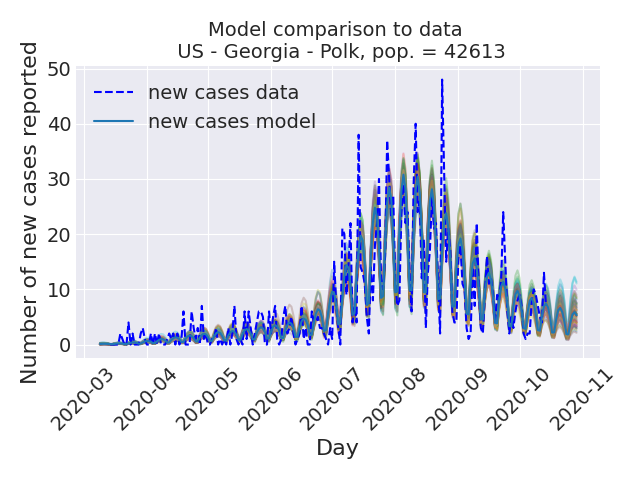 Model comparison to data
US - Georgia - Polk, pop. = 42613
Number of new cases reported
50
40
30
20
10
0
new cases data
new cases model
2020-03
2020-04
2020-05
2020-06
2020-07
2020-08
2020-09
2020-10
2020-11
Day